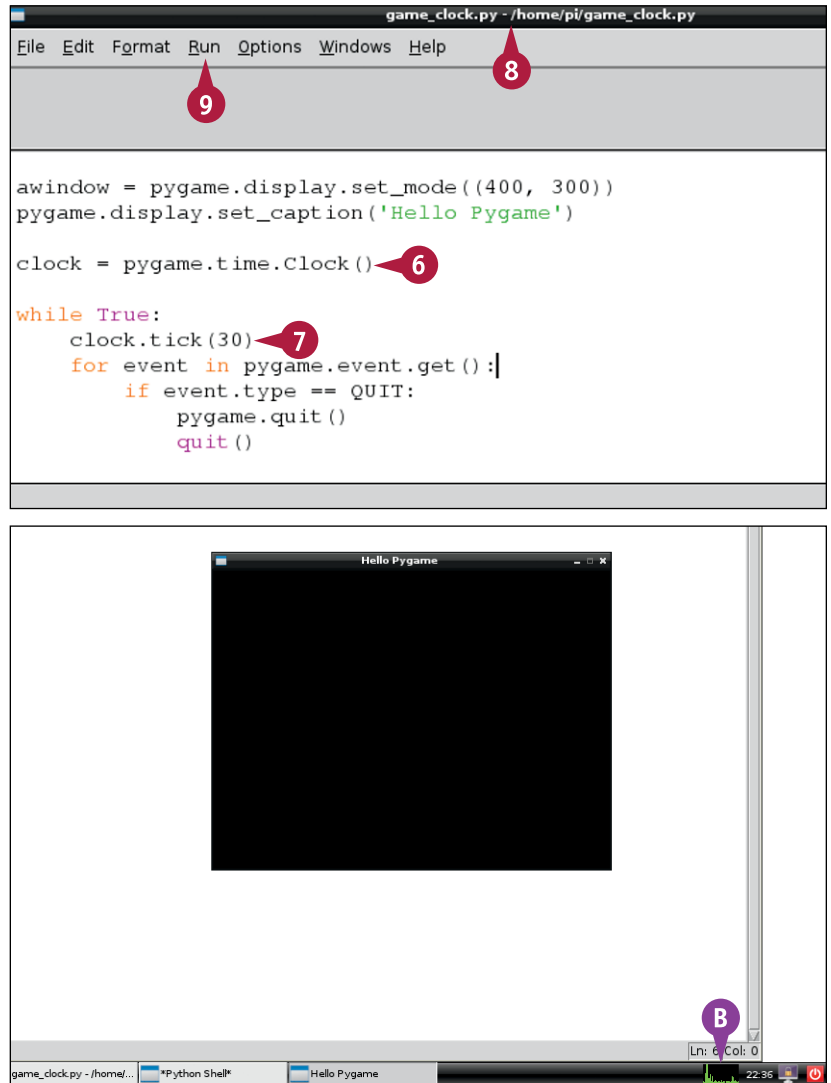 game_clock.py - /home/pi/game_clock.py
File Edit Format Run Options Windows Help
8
9
awindow = pygame.display.set_mode((400, 300))
pygame.display.set_caption('Hello Pygame')
clock = pygame.time.Clock()
6
while True:
clock.tick(30)
7
for event in pygame.event.get():
if event.type == QUIT:
pygame.quit()
quit()
Hello Pygame
B
Ln: 6 Col: 0
game_clock.py - /home/... *Python Shell* Hello Pygame 22:36